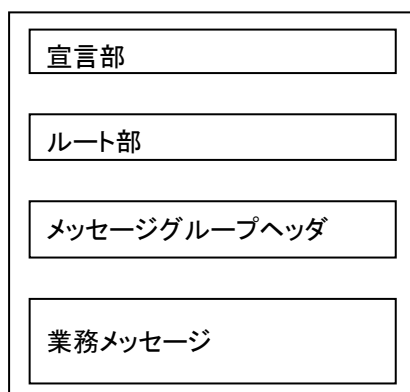 宣言部
ルート部
メッセージグループヘッダ
業務メッセージ